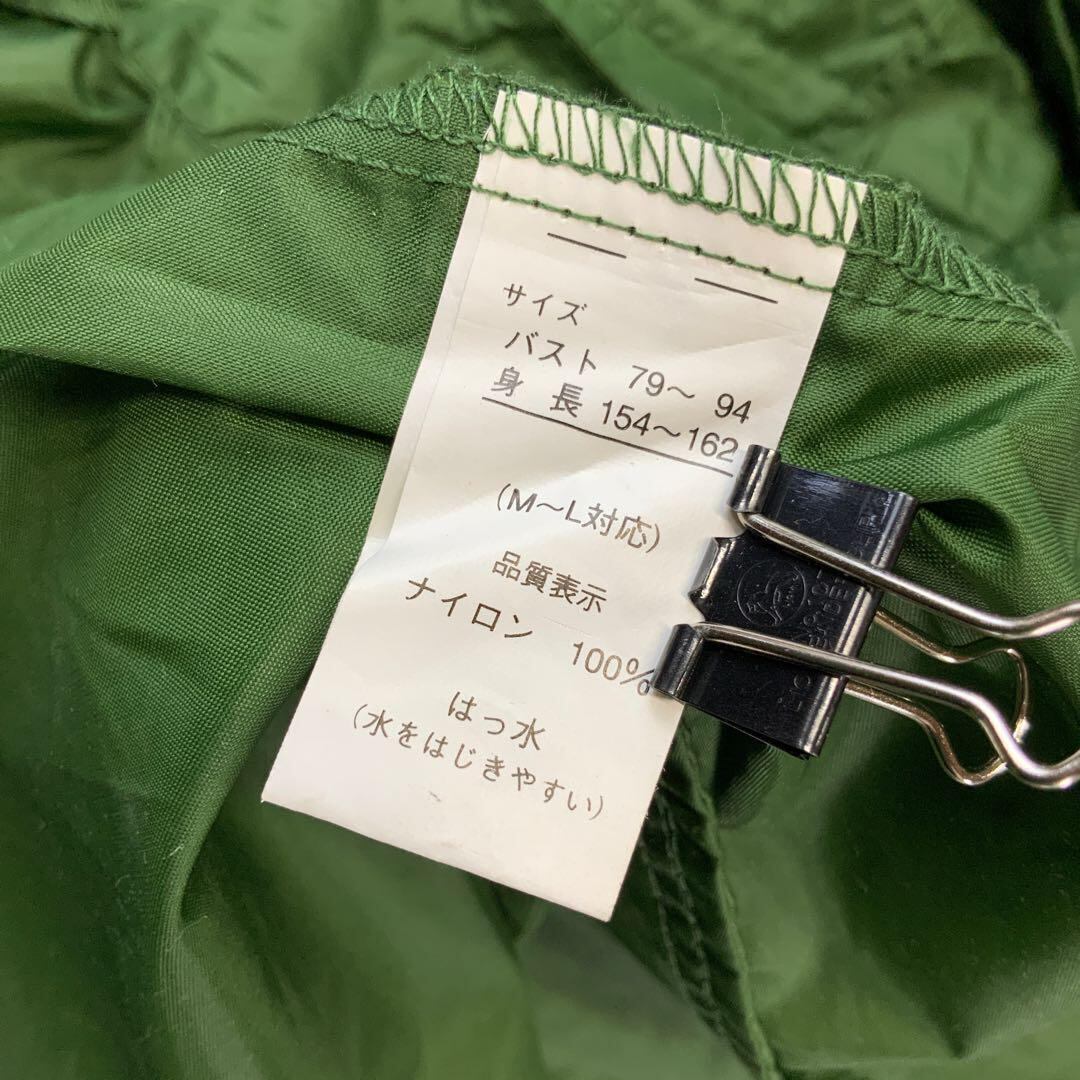 サイズ
バスト 79〜 94
身 長 154〜162
(M〜L対応)
品質表示
ナイロン 100%
はっ水
(水をはじきやすい)